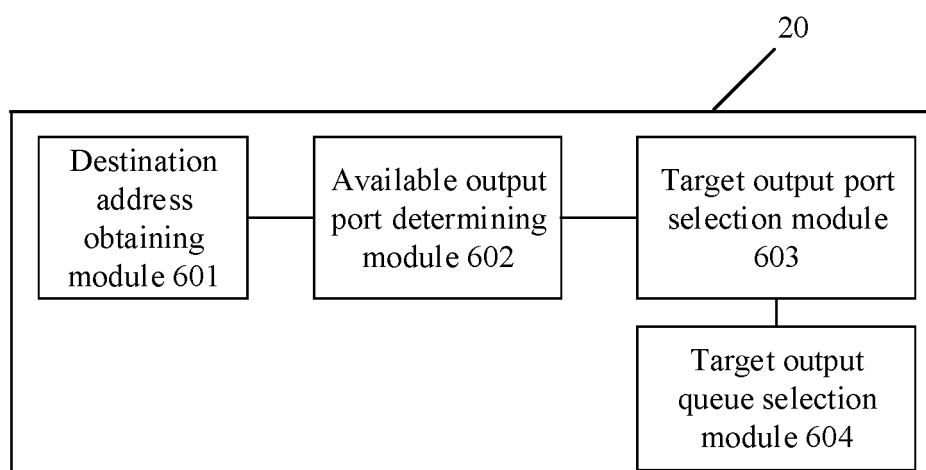 20
Destination
address
obtaining
module 601
Available output
port determining
module 602
Target output port
selection module
603
Target output
queue selection
module 604